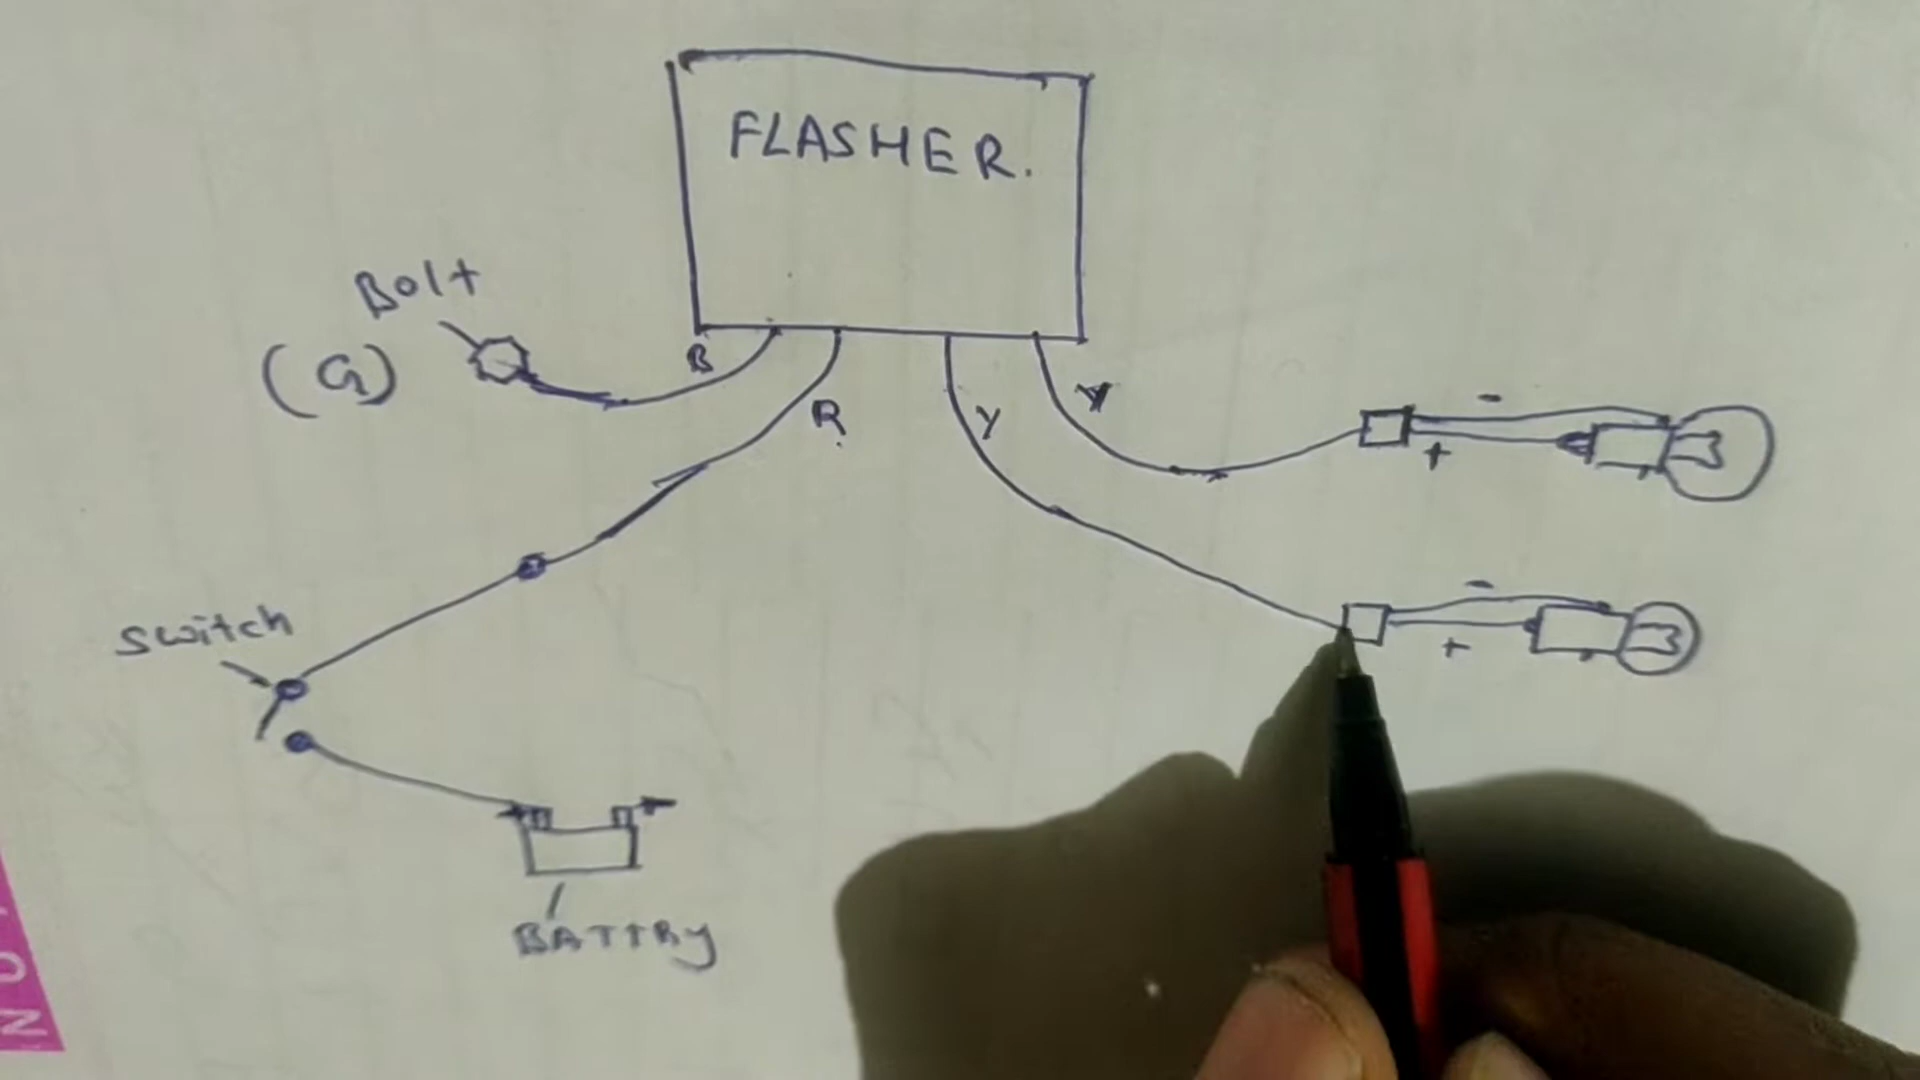 FLASHER.
Bolt
(G)
B
R
Y
Y
-
+
-
+
Switch
BATTRY